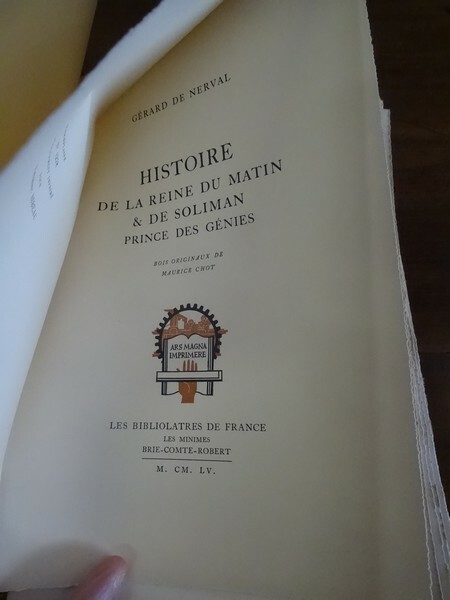 GÉRARD DE NERVAL
HISTOIRE
DE LA REINE DU MATIN
& DE SOLIMAN
PRINCE DES GÉNIES
BOIS ORIGINAUX DE
MAURICE CHOT
ARS MAGNA
IMPRIMERE
LES BIBLIOLATRES DE FRANCE
LES MINIMES
BRIE-COMTE-ROBERT
M. CM. LV.